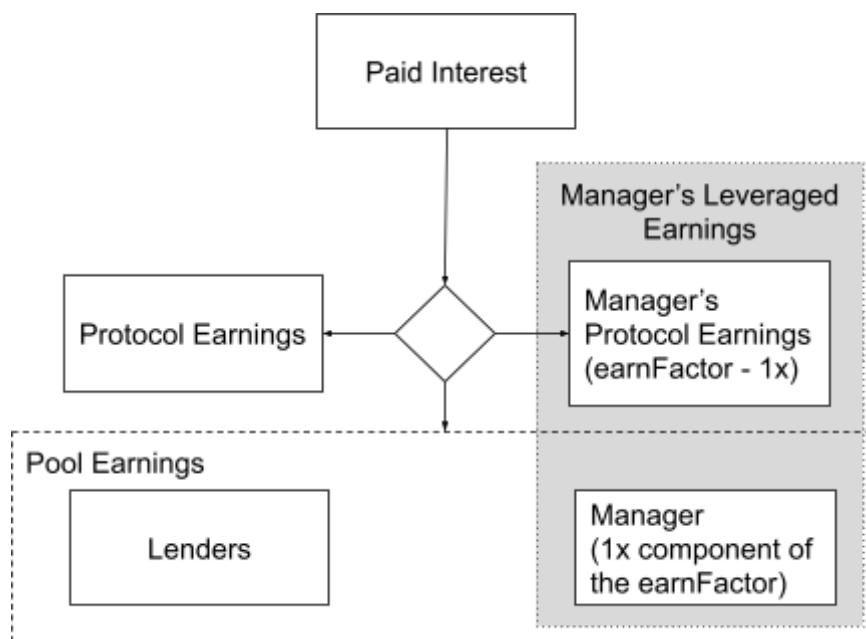 Paid Interest
Manager’s Leveraged
Earnings
Protocol Earnings
Manager’s
Protocol Earnings
(earnFactor - 1x)
Pool Earnings
Lenders
Manager
(1x component of
the earnFactor)